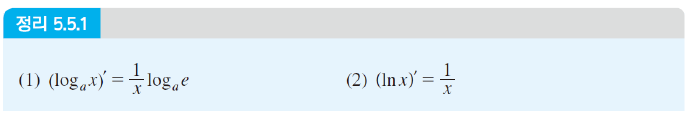 정리 5.5.1
(1) (logₐx)′ = 1/x logₐe (2) (ln x)′ = 1/x